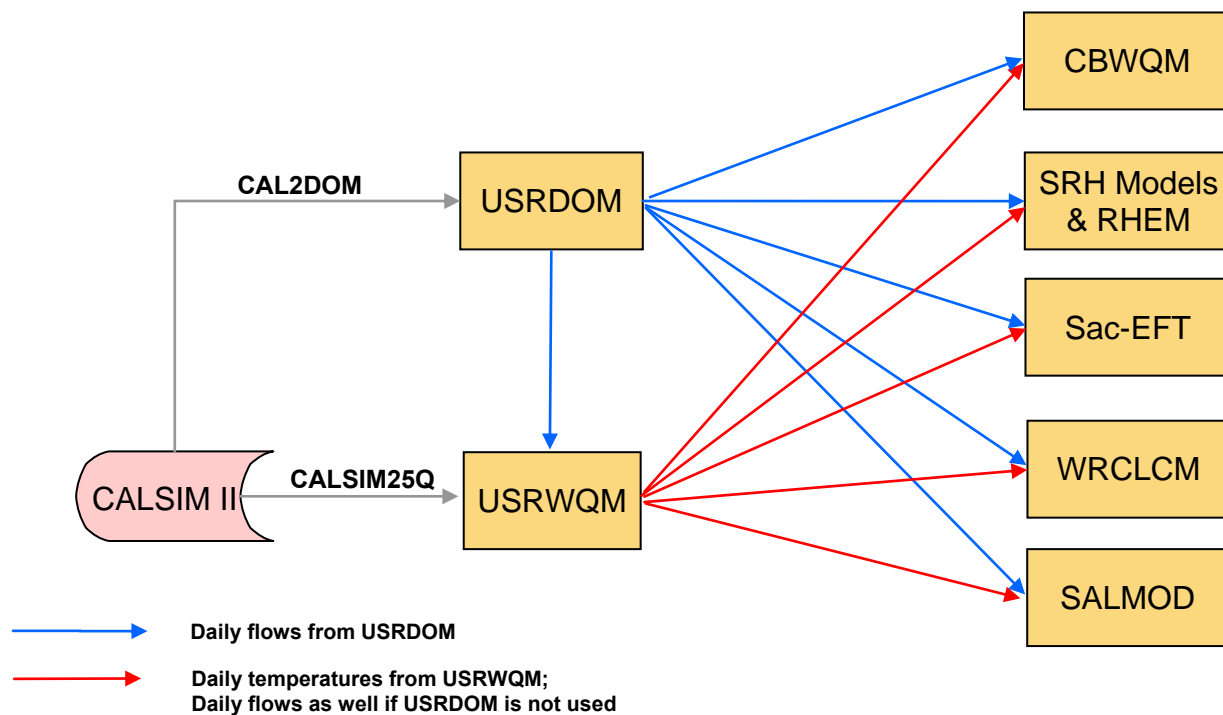 CBWQM
CAL2DOM
USRDOM
SRH Models
& RHEM
Sac-EFT
CALSIM II
CALSIM25Q
USRWQM
WRCLCM
SALMOD
Daily flows from USRDOM
Daily temperatures from USRWQM;
Daily flows as well if USRDOM is not used